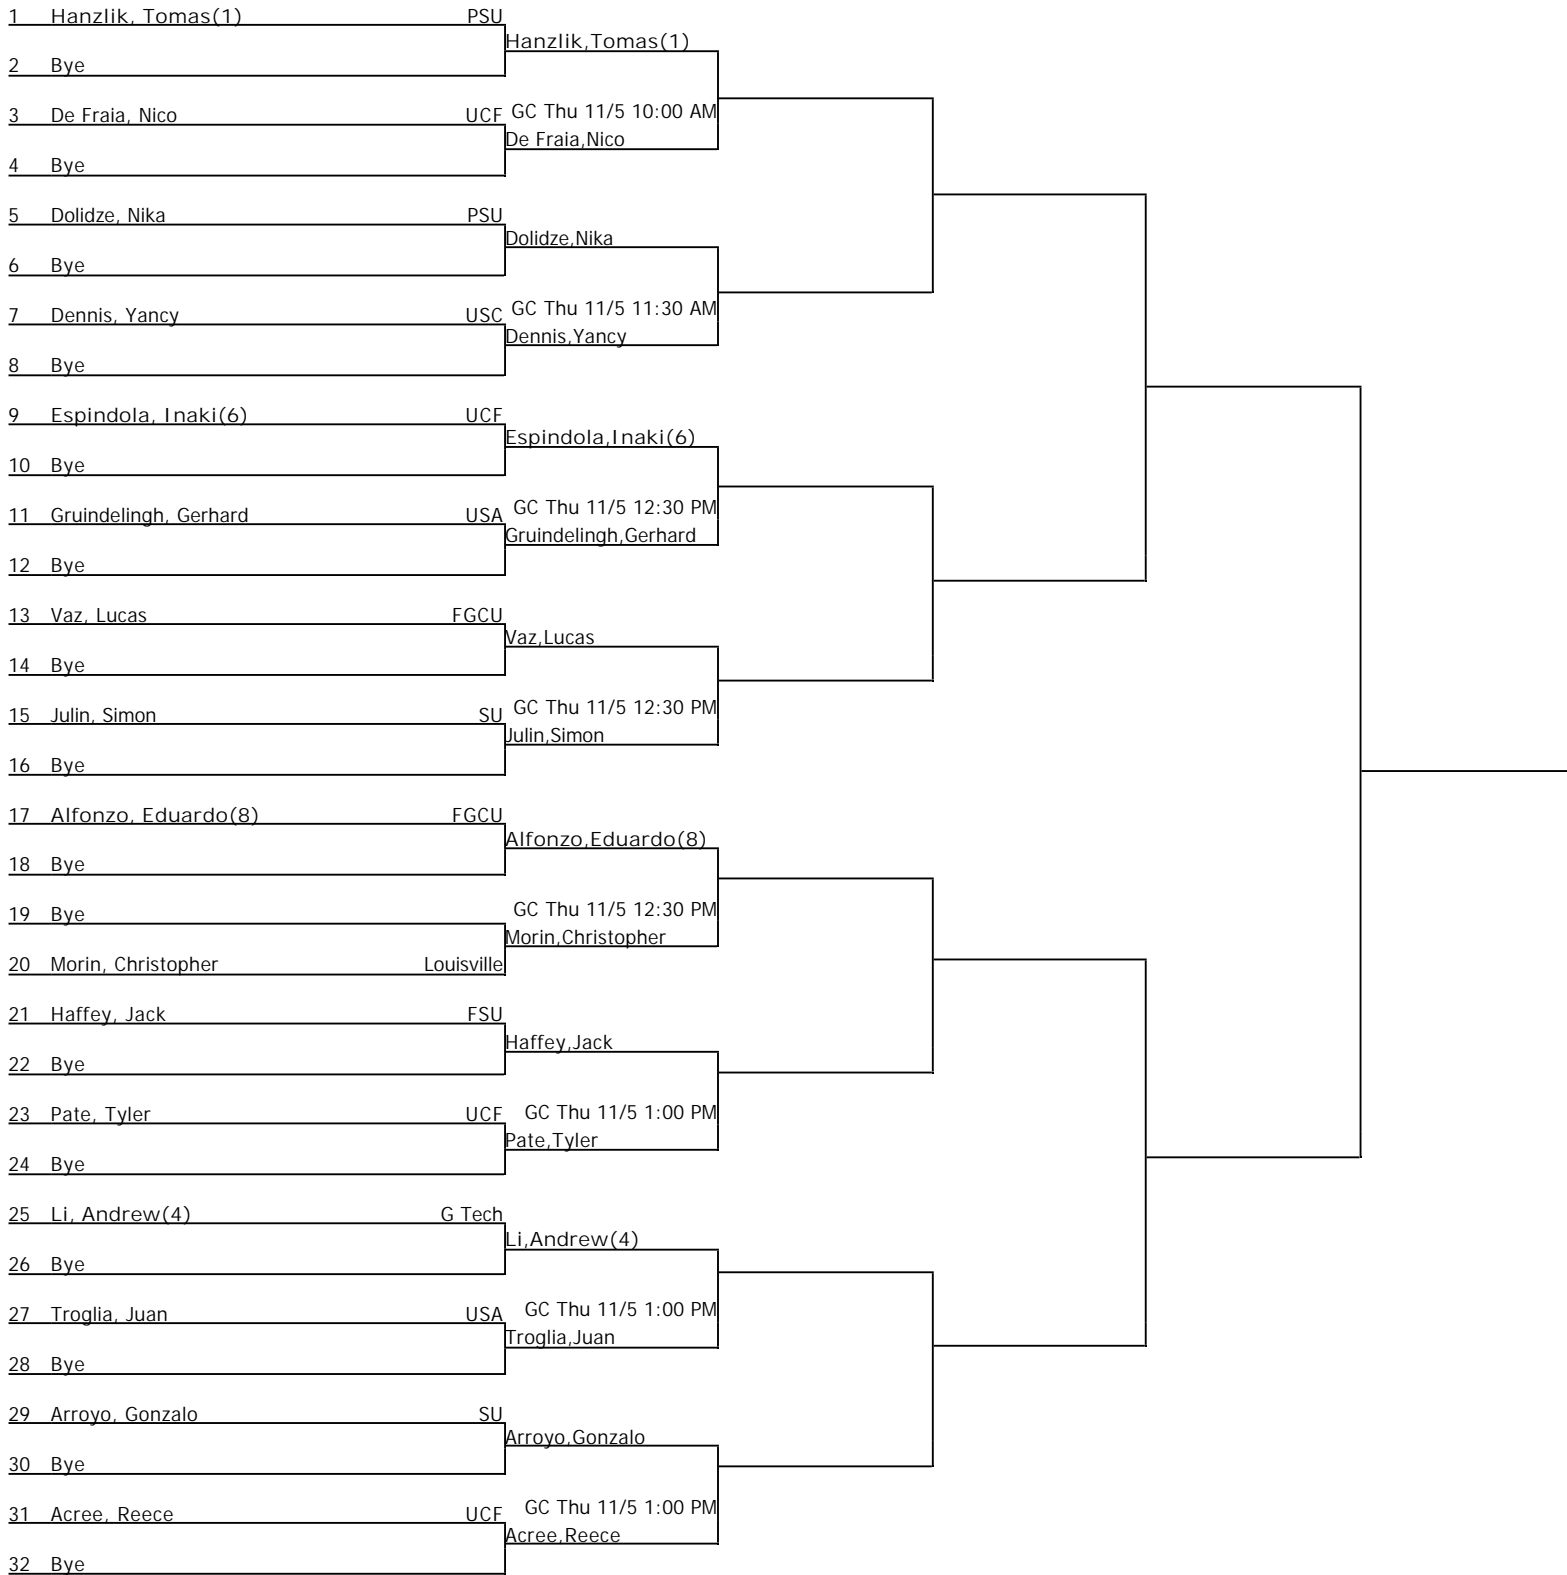 1 Hanzlik, Tomas(1) PSU
Hanzlik,Tomas(1)
2 Bye
3 De Fraia, Nico UCF GC Thu 11/5 10:00 AM
De Fraia,Nico
4 Bye
5 Dolidze, Nika PSU
Dolidze,Nika
6 Bye
7 Dennis, Yancy USC GC Thu 11/5 11:30 AM
Dennis,Yancy
8 Bye
9 Espindola, Inaki(6) UCF
Espindola,Inaki(6)
10 Bye
11 Gruindelingh, Gerhard USA GC Thu 11/5 12:30 PM
Gruindelingh,Gerhard
12 Bye
13 Vaz, Lucas FGCU
Vaz,Lucas
14 Bye
15 Julin, Simon SU GC Thu 11/5 12:30 PM
Julin,Simon
16 Bye
17 Alfonzo, Eduardo(8) FGCU
Alfonzo,Eduardo(8)
18 Bye
19 Bye GC Thu 11/5 12:30 PM
Morin,Christopher
20 Morin, Christopher Louisville
21 Haffey, Jack FSU
Haffey,Jack
22 Bye
23 Pate, Tyler UCF GC Thu 11/5 1:00 PM
Pate,Tyler
24 Bye
25 Li, Andrew(4) G Tech
Li,Andrew(4)
26 Bye
27 Troglia, Juan USA GC Thu 11/5 1:00 PM
Troglia,Juan
28 Bye
29 Arroyo, Gonzalo SU
Arroyo,Gonzalo
30 Bye
31 Acree, Reece UCF GC Thu 11/5 1:00 PM
Acree,Reece
32 Bye